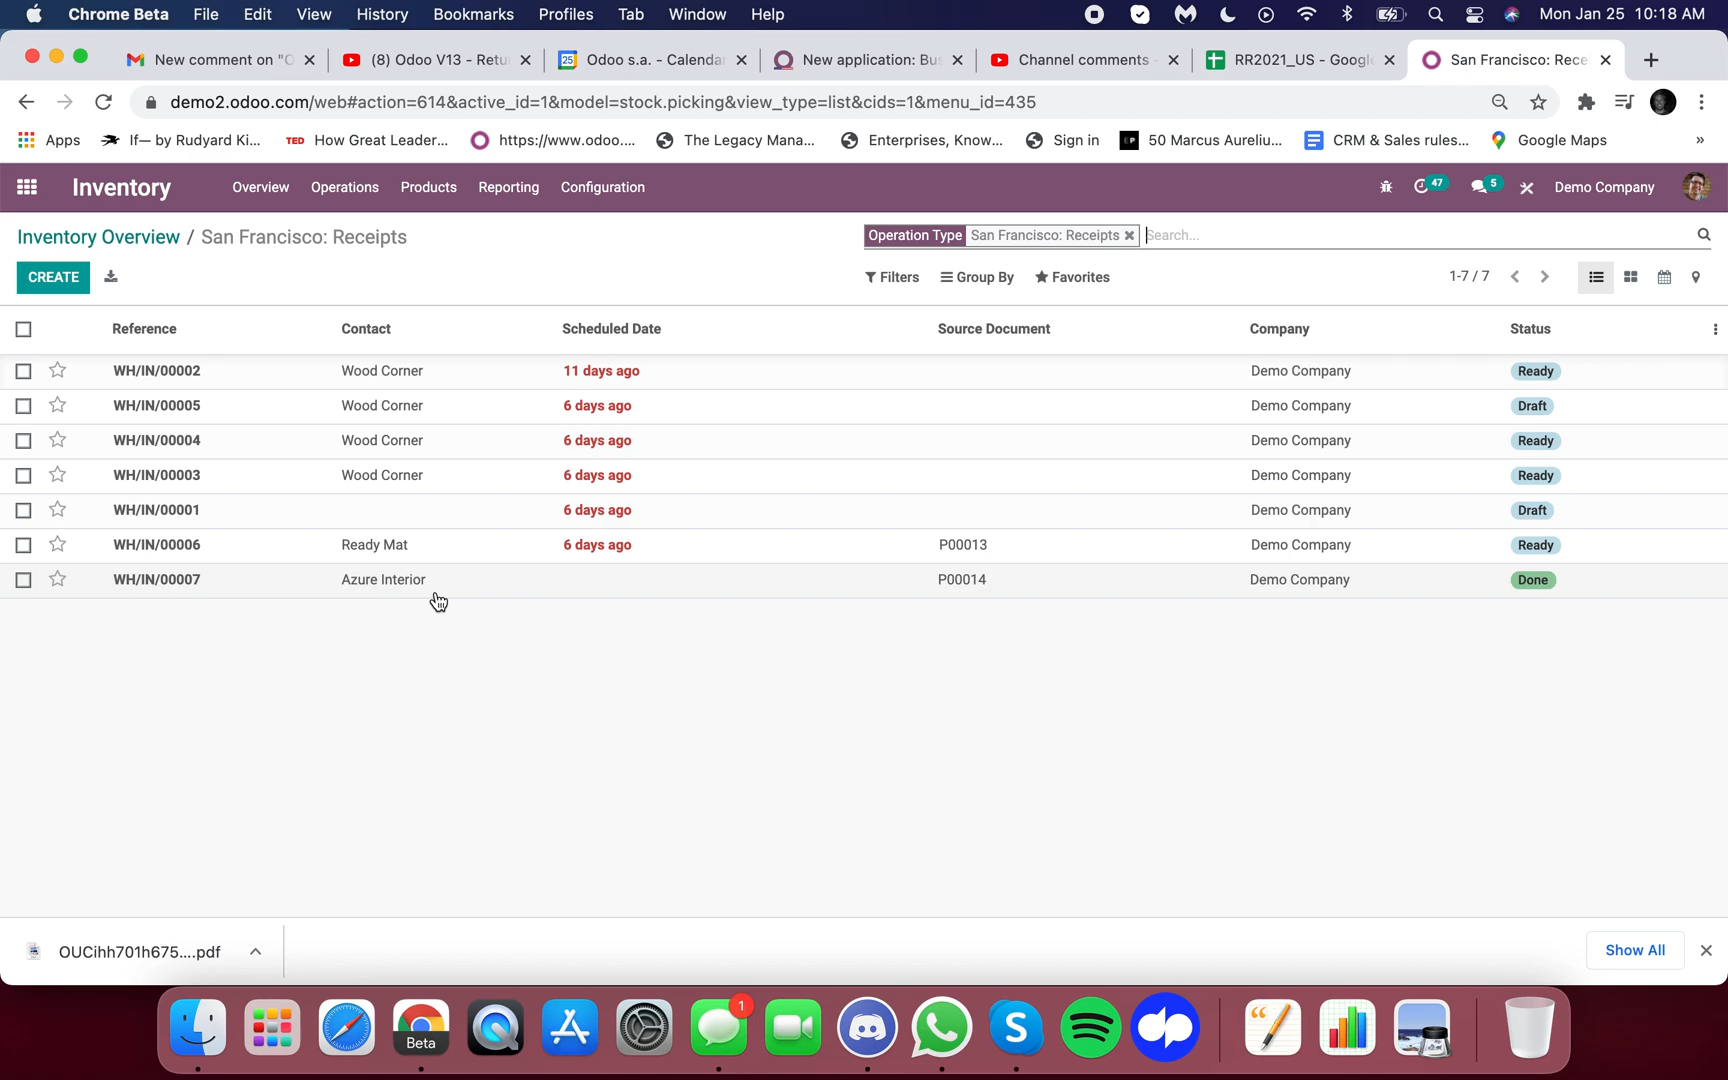 Chrome Beta File Edit View History Bookmarks Profiles Tab Window Help Mon Jan 25 10:18 AM
New comment on "O (8) Odoo V13 - Retu Odoo s.a. - Calenda New application: Bus Channel comments - RR2021_US - Google San Francisco: Rece
demo2.odoo.com/web#action=614&active_id=1&model=stock.picking&view_type=list&cids=1&menu_id=435
Apps If— by Rudyard Ki... TED How Great Leader... https://www.odoo.... The Legacy Mana... Enterprises, Know... Sign in 50 Marcus Aureliu... CRM & Sales rules... Google Maps »
Inventory Overview Operations Products Reporting Configuration 47 5 Demo Company
Inventory Overview / San Francisco: Receipts Operation Type San Francisco: Receipts Search...
CREATE Filters Group By Favorites 1-7 / 7
Reference Contact Scheduled Date Source Document Company Status
WH/IN/00002 Wood Corner 11 days ago Demo Company Ready
WH/IN/00005 Wood Corner 6 days ago Demo Company Draft
WH/IN/00004 Wood Corner 6 days ago Demo Company Ready
WH/IN/00003 Wood Corner 6 days ago Demo Company Ready
WH/IN/00001 6 days ago Demo Company Draft
WH/IN/00006 Ready Mat 6 days ago P00013 Demo Company Ready
WH/IN/00007 Azure Interior P00014 Demo Company Done
OUCihh701h675....pdf Show All
1
Beta